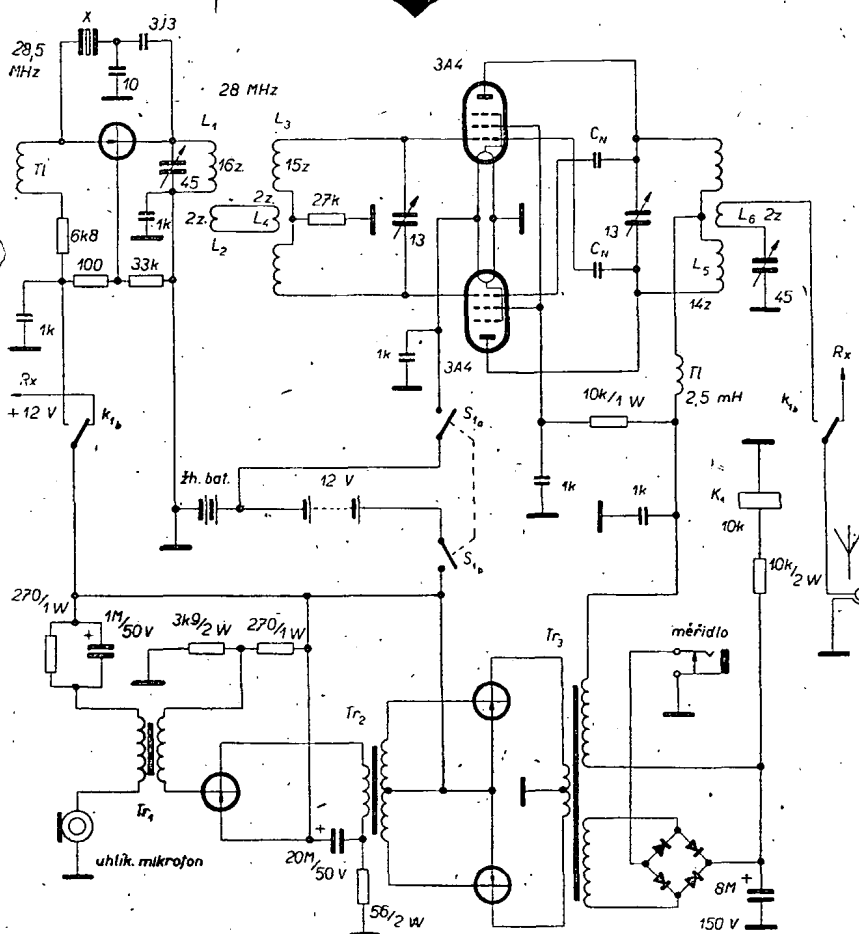 X
3j3
28,5
MHz
10
28 MHz
3A4
L₁
L₃
C_N
Tl
16z.
15z
45
2z.
27k
2z.
L₄
13
13
L₆ 2z
1k
L₂
C_N
6k8
L₅
100
33k
14z
45
1k
1k
3A4
Rx
Rx
+ 12 V
k₁b
S₁a
10k/1 W
Tl
2,5 mH
k₁b
žh. bat.
12 V
1k
1k
K₁
10k
S₁b
10k/2 W
270/1 W
1M/50 V
3k9/2 W
270/1 W
Tr₃
měřidlo
Tr₂
Tr₁
uhlík. mikrofon
20M/50 V
56/2 W
8M
150 V